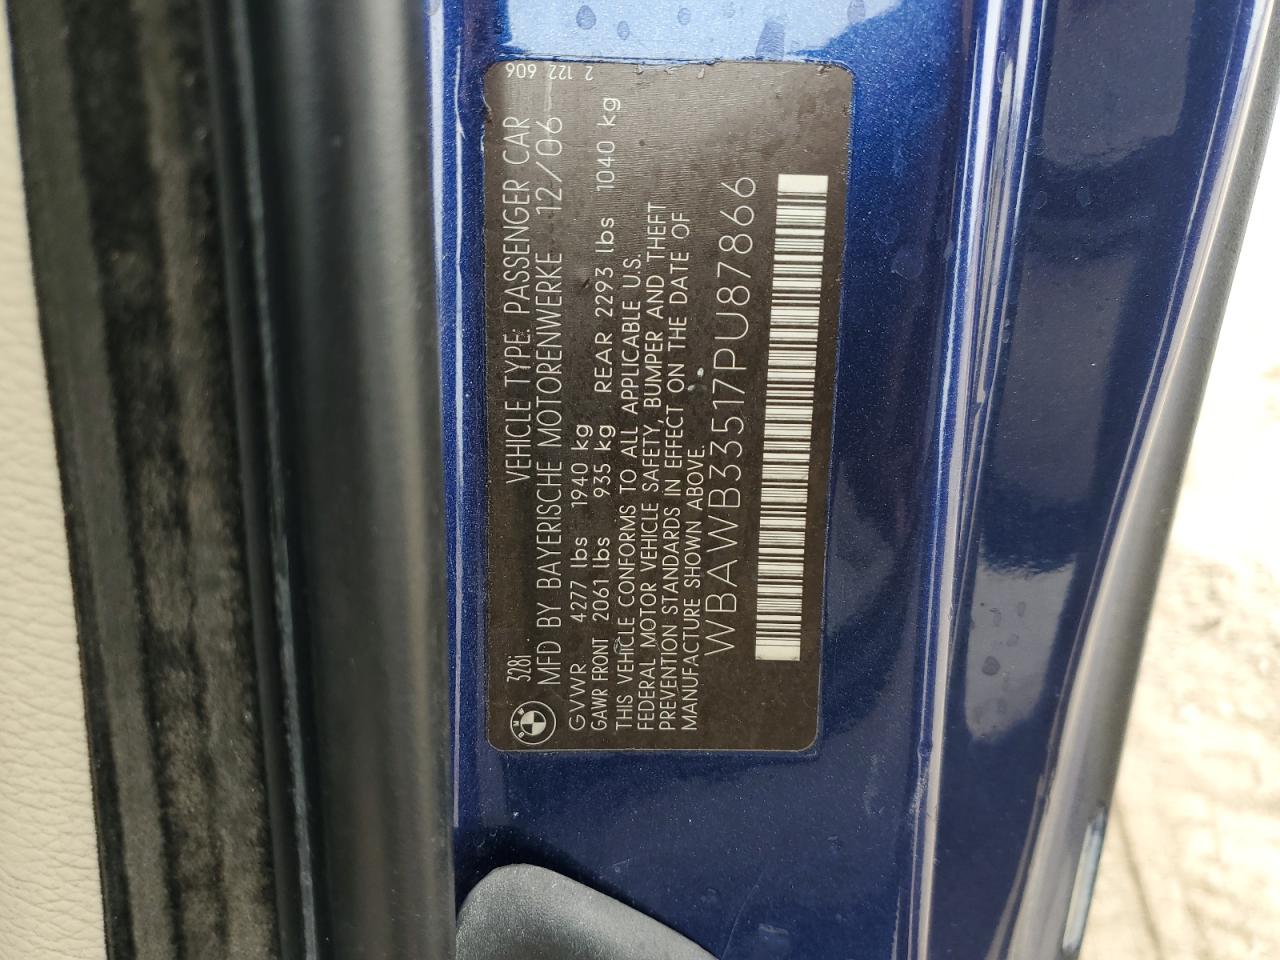 2 122 606
328i VEHICLE TYPE: PASSENGER CAR
MFD BY BAYERISCHE MOTORENWERKE 12/06
GVWR 4277 lbs 1940 kg
GAWR FRONT 2061 lbs 935 kg REAR 2293 lbs 1040 kg
THIS VEHICLE CONFORMS TO ALL APPLICABLE U.S.
FEDERAL MOTOR VEHICLE SAFETY, BUMPER AND THEFT
PREVENTION STANDARDS IN EFFECT ON THE DATE OF
MANUFACTURE SHOWN ABOVE.
WBAWB33517PU87866
BMW